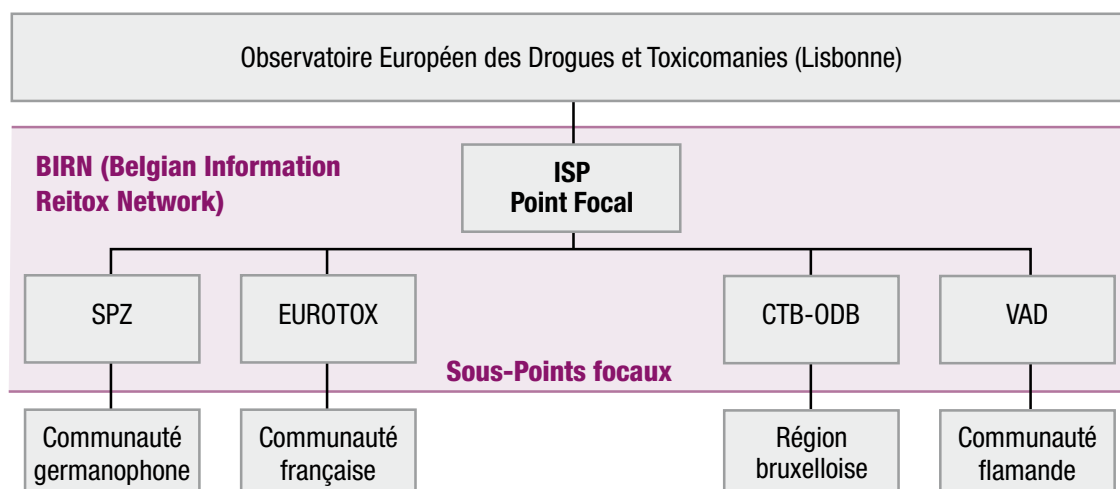 Observatoire Européen des Drogues et Toxicomanies (Lisbonne)
BIRN (Belgian Information
Reitox Network)
ISP
Point Focal
SPZ
EUROTOX
CTB-ODB
VAD
Sous-Points focaux
Communauté
germanophone
Communauté
française
Région
bruxelloise
Communauté
flamande